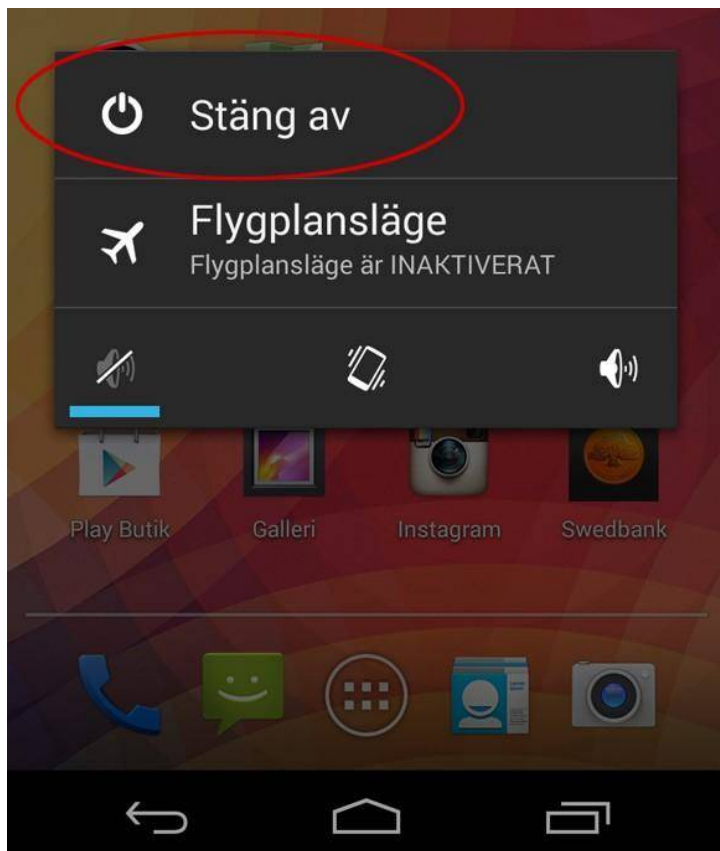 Stäng av
Flygplansläge
Flygplansläge är INAKTIVERAT
Play Butik
Galleri
Instagram
Swedbank